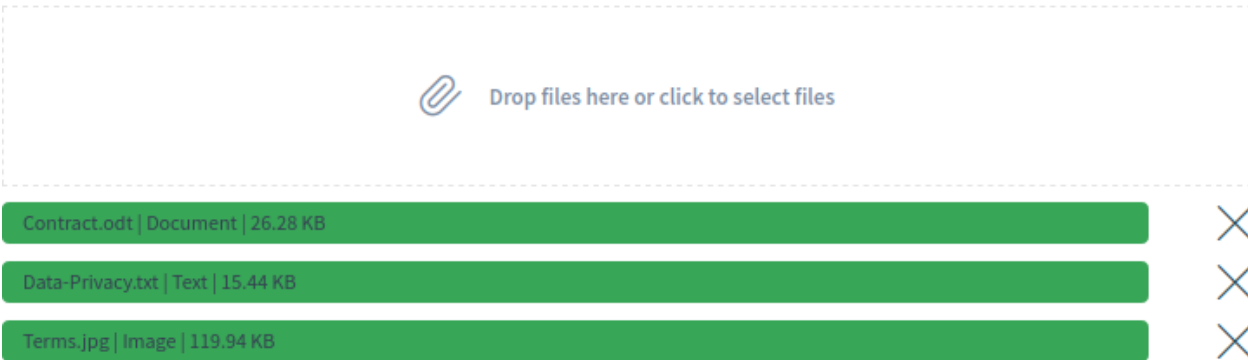 Drop files here or click to select files
Contract.odt | Document | 26.28 KB
Data-Privacy.txt | Text | 15.44 KB
Terms.jpg | Image | 119.94 KB